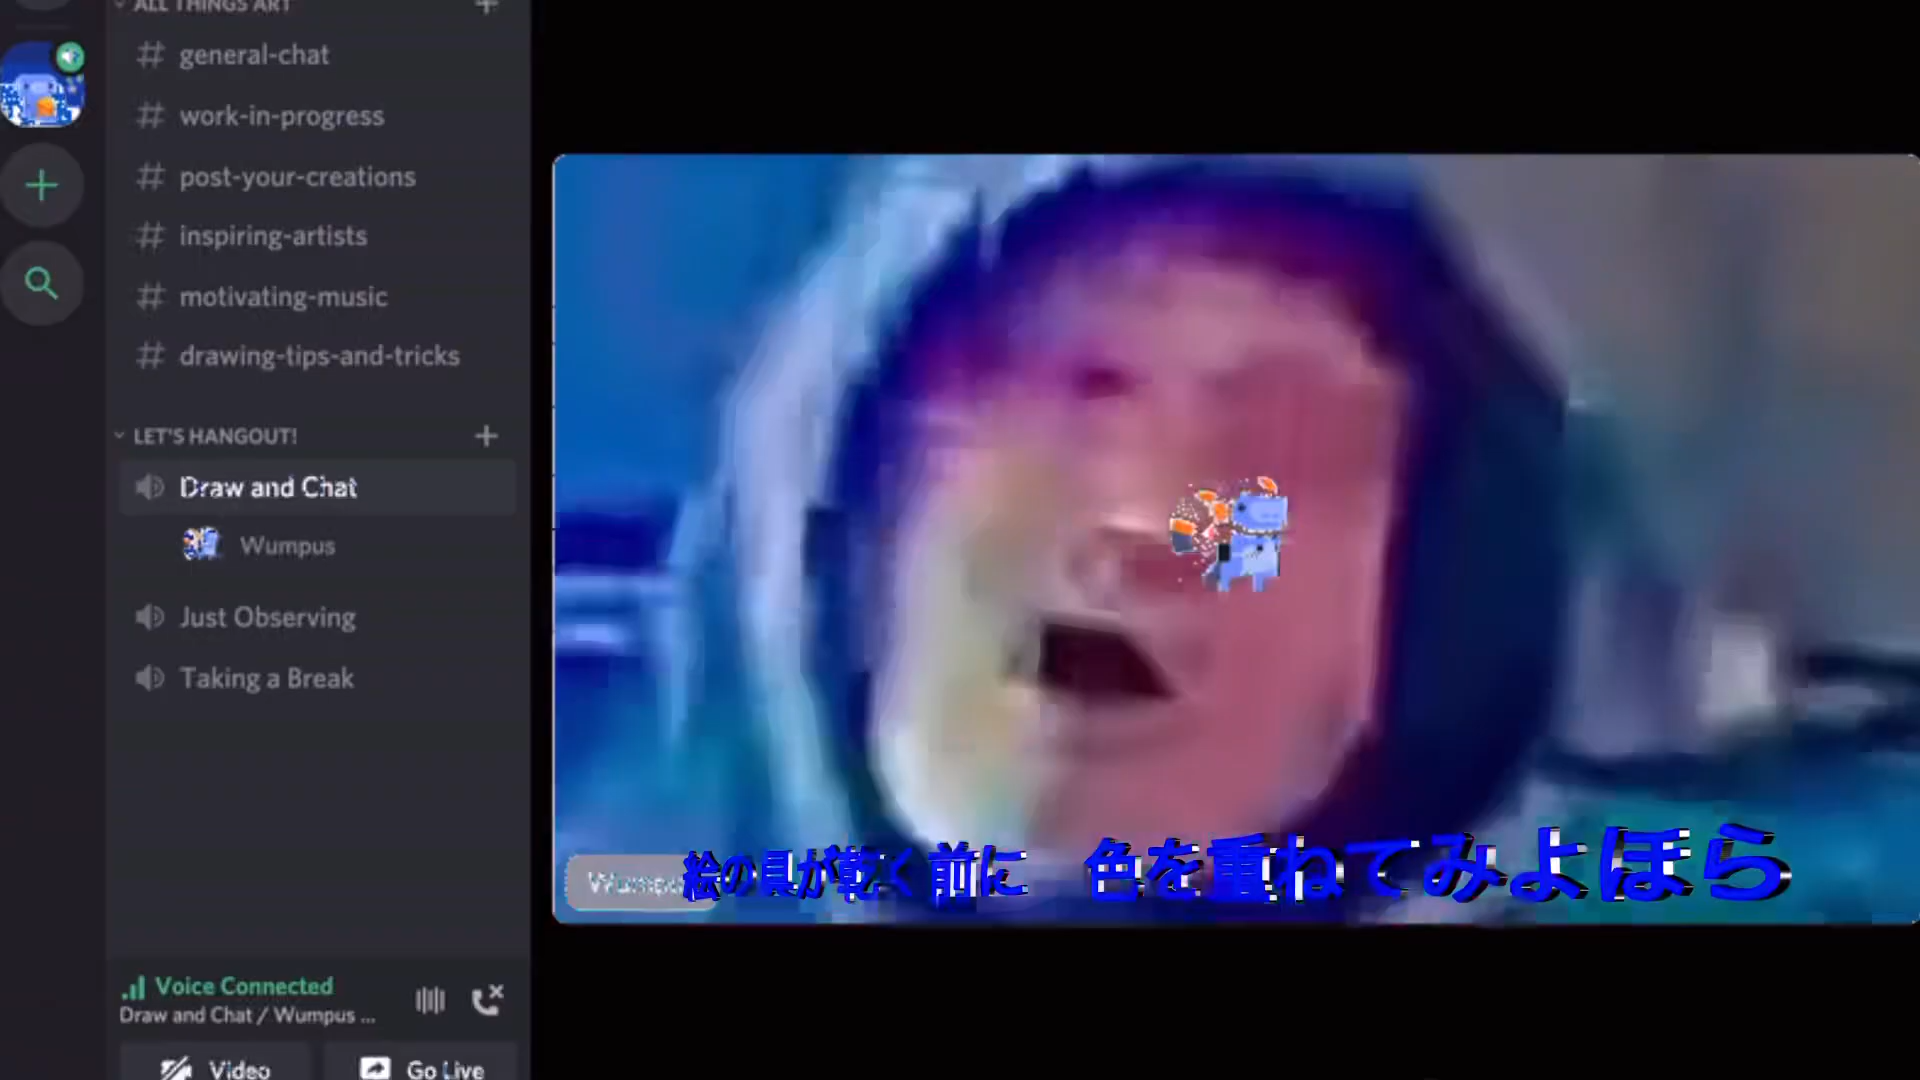 ALL THINGS ART
general-chat
work-in-progress
post-your-creations
inspiring-artists
motivating-music
drawing-tips-and-tricks
LET'S HANGOUT!
Draw and Chat
Wumpus
Just Observing
Taking a Break
Wumpus
絵の具が乾く前に 色を重ねてみよほら
Voice Connected
Draw and Chat / Wumpus ...
Video
Go Live